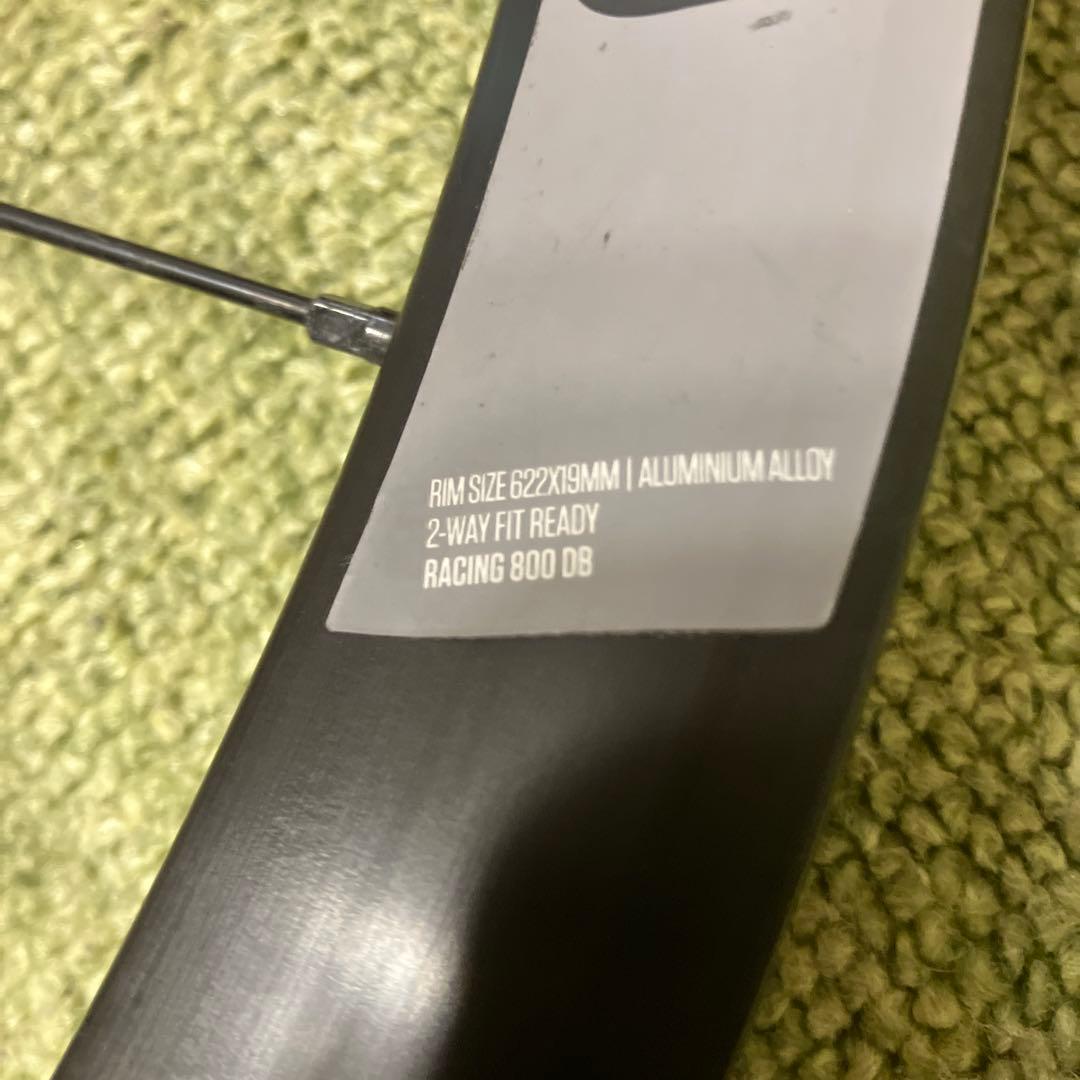 RIM SIZE 622X19MM | ALUMINIUM ALLOY
2-WAY FIT READY
RACING 800 DB